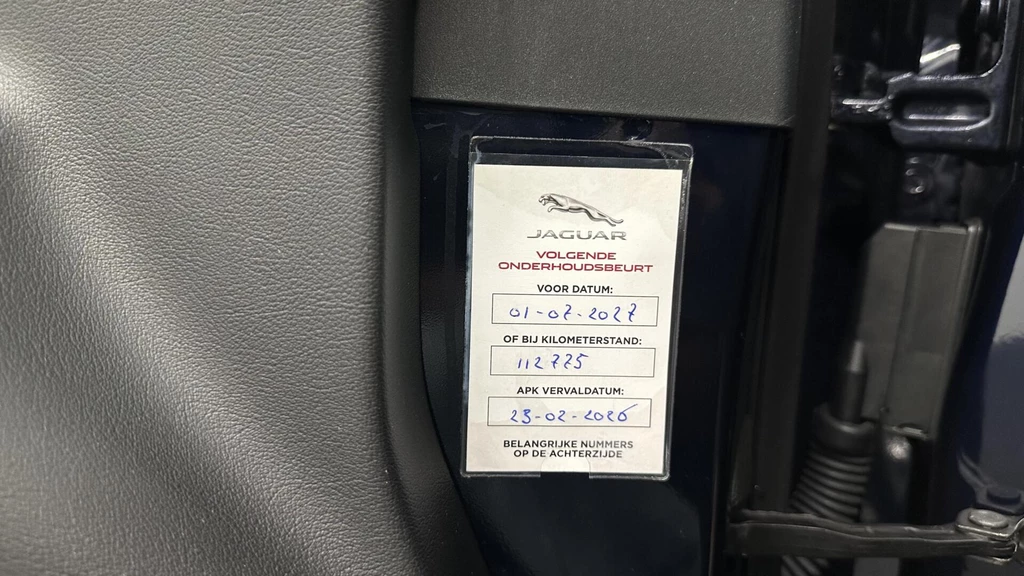 JAGUAR
VOLGENDE
ONDERHOUDSBEURT
VOOR DATUM:
01-07-2027
OF BIJ KILOMETERSTAND:
112775
APK VERVALDATUM:
23-02-2026
BELANGRIJKE NUMMERS
OP DE ACHTERZIJDE